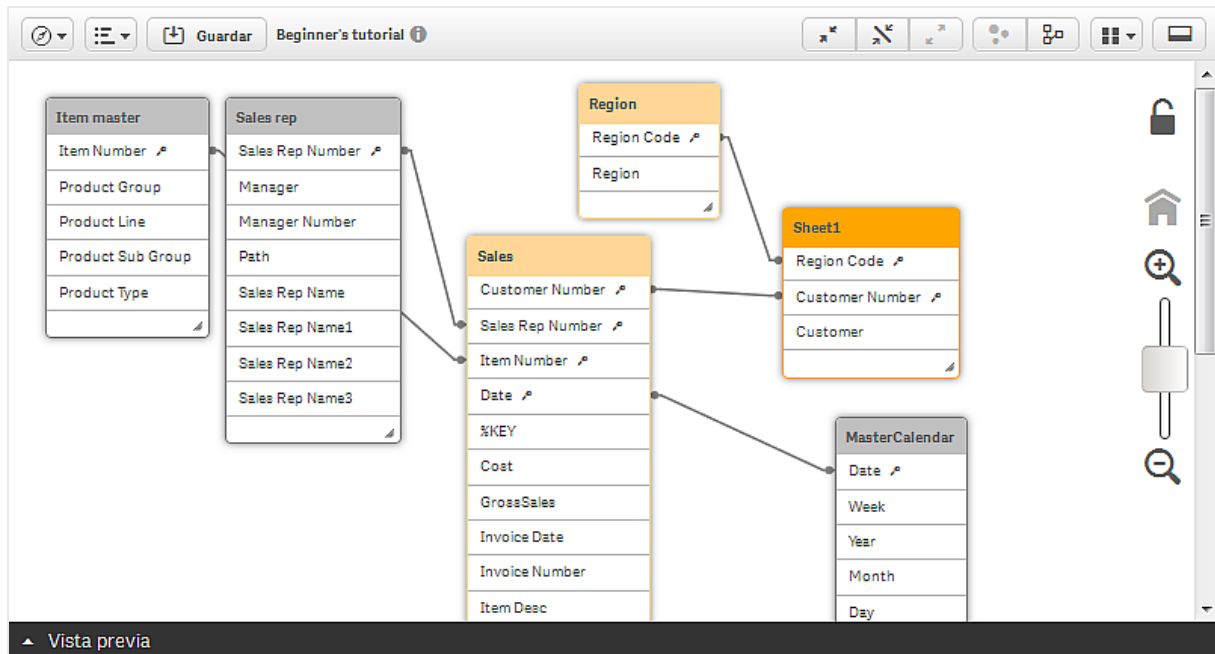 Guardar
Beginner's tutorial
Item master
Item Number
Product Group
Product Line
Product Sub Group
Product Type
Sales rep
Sales Rep Number
Manager
Manager Number
Path
Sales Rep Name
Sales Rep Name1
Sales Rep Name2
Sales Rep Name3
Region
Region Code
Region
Sales
Customer Number
Sales Rep Number
Item Number
Date
%KEY
Cost
GrossSales
Invoice Date
Invoice Number
Item Desc
Sheet1
Region Code
Customer Number
Customer
MasterCalendar
Date
Week
Year
Month
Day
Vista previa